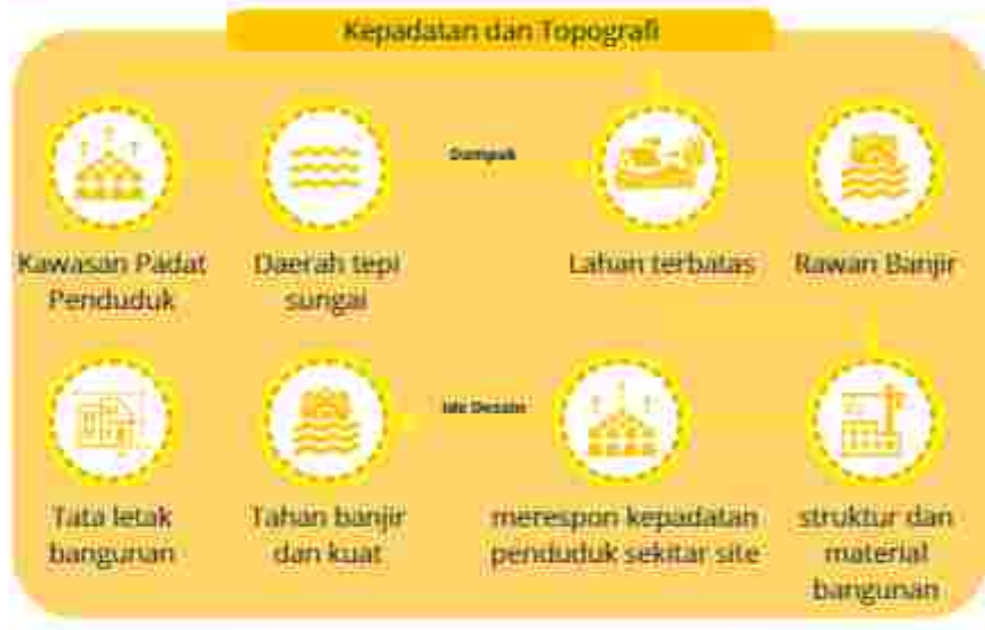 Kepadatan dan Topografi
Dampak
Kawasan Padat
Penduduk
Daerah tepi
sungai
Lahan terbatas
Rawan Banjir
Ide Desain
Tata letak
bangunan
Tahan banjir
dan kuat
merespon kepadatan
penduduk sekitar site
struktur dan
material
bangunan